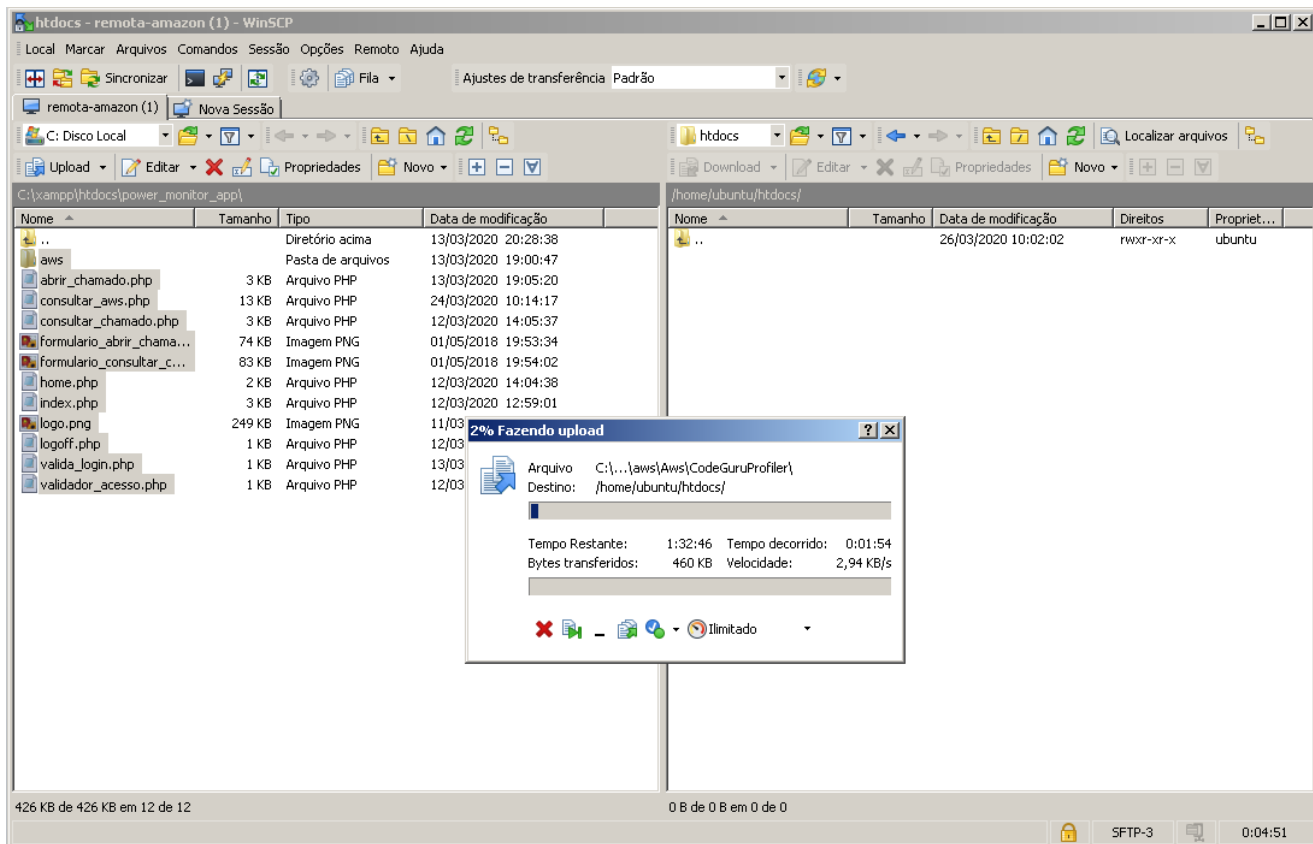 htdocs - remota-amazon (1) - WinSCP
Local Marcar Arquivos Comandos Sessão Opções Remoto Ajuda
Sincronizar Fila Ajustes de transferência Padrão
remota-amazon (1) Nova Sessão
C: Disco Local htdocs Localizar arquivos
Upload Editar Propriedades Novo Download Editar Propriedades Novo
C:\xampp\htdocs\power_monitor_app\ /home/ubuntu/htdocs/
Nome Tamanho Tipo Data de modificação Nome Tamanho Data de modificação Direitos Propriet...
.. Diretório acima 13/03/2020 20:28:38 .. 26/03/2020 10:02:02 rwxr-xr-x ubuntu
aws Pasta de arquivos 13/03/2020 19:00:47
abrir_chamado.php 3 KB Arquivo PHP 13/03/2020 19:05:20
consultar_aws.php 13 KB Arquivo PHP 24/03/2020 10:14:17
consultar_chamado.php 3 KB Arquivo PHP 12/03/2020 14:05:37
formulario_abrir_chama... 74 KB Imagem PNG 01/05/2018 19:53:34
formulario_consultar_c... 83 KB Imagem PNG 01/05/2018 19:54:02
home.php 2 KB Arquivo PHP 12/03/2020 14:04:38
index.php 3 KB Arquivo PHP 12/03/2020 12:59:01
logo.png 249 KB Imagem PNG 11/03
logoff.php 1 KB Arquivo PHP 12/03
valida_login.php 1 KB Arquivo PHP 13/03
validador_acesso.php 1 KB Arquivo PHP 12/03
2% Fazendo upload
Arquivo C:\...\aws\Aws\CodeGuruProfiler\
Destino: /home/ubuntu/htdocs/
Tempo Restante: 1:32:46 Tempo decorrido: 0:01:54
Bytes transferidos: 460 KB Velocidade: 2,94 KB/s
Ilimitado
426 KB de 426 KB em 12 de 12 0 B de 0 B em 0 de 0
SFTP-3 0:04:51